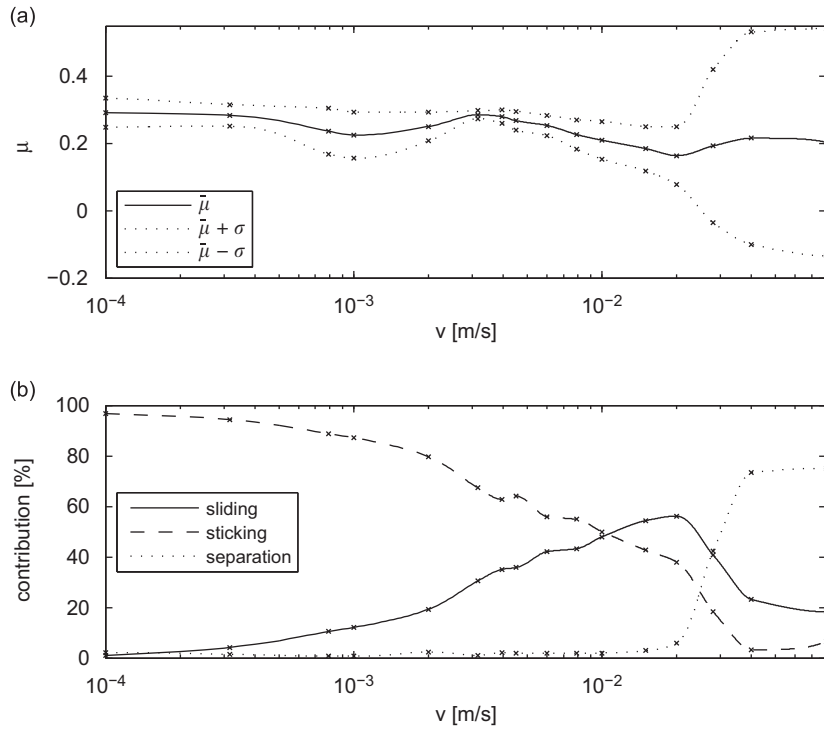 (a)
0.4
0.2
0
−0.2
μ
μ̄
μ̄ + σ
μ̄ − σ
10⁻⁴
10⁻³
10⁻²
v [m/s]
(b)
100
80
60
40
20
0
contribution [%]
sliding
sticking
separation
10⁻⁴
10⁻³
10⁻²
v [m/s]